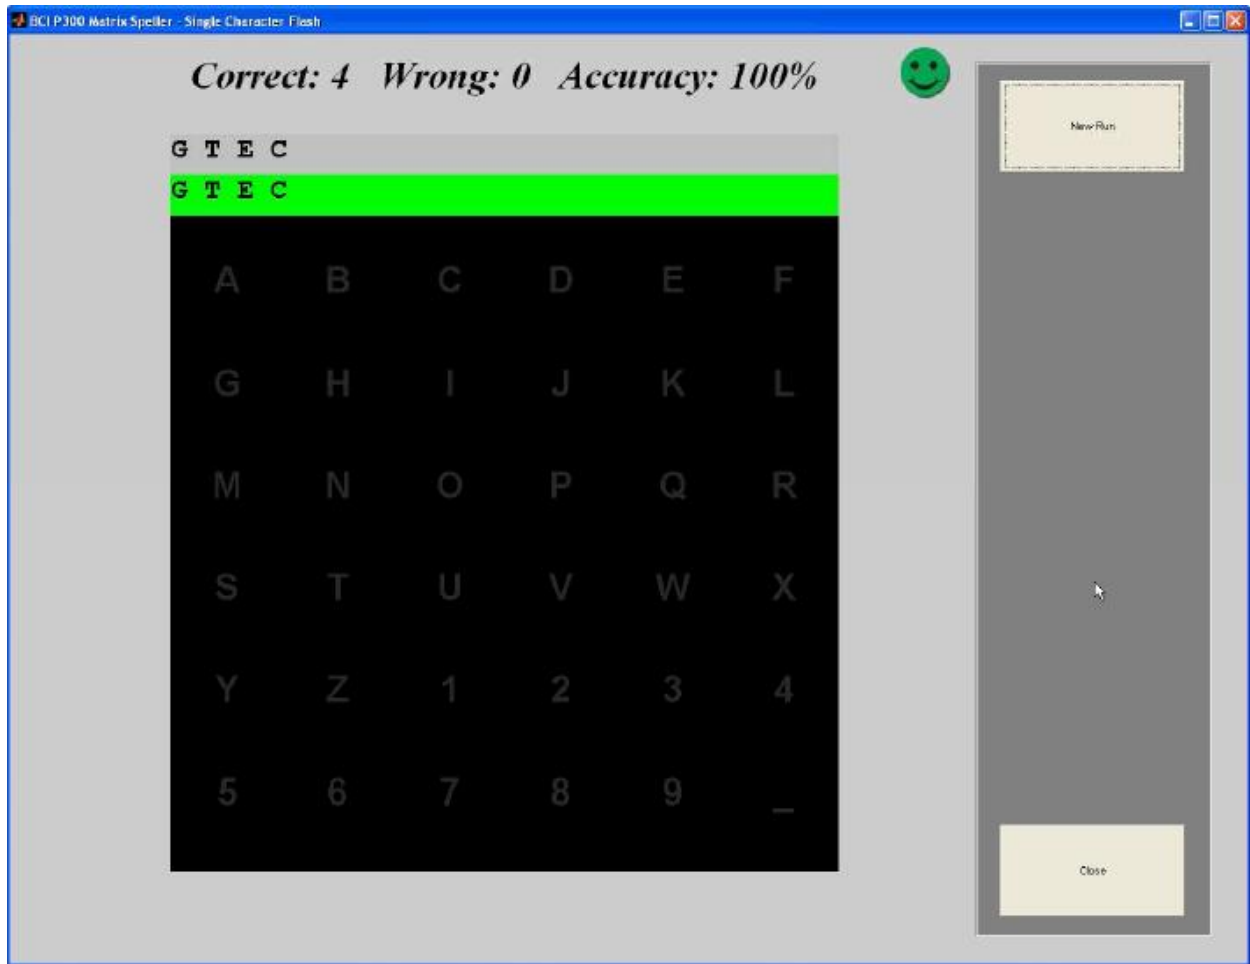 BCI P300 Matrix Speller - Single Character Flash
Correct: 4 Wrong: 0 Accuracy: 100%
New Run
G T E C
G T E C
A B C D E F
G H I J K L
M N O P Q R
S T U V W X
Y Z 1 2 3 4
5 6 7 8 9 _
Close